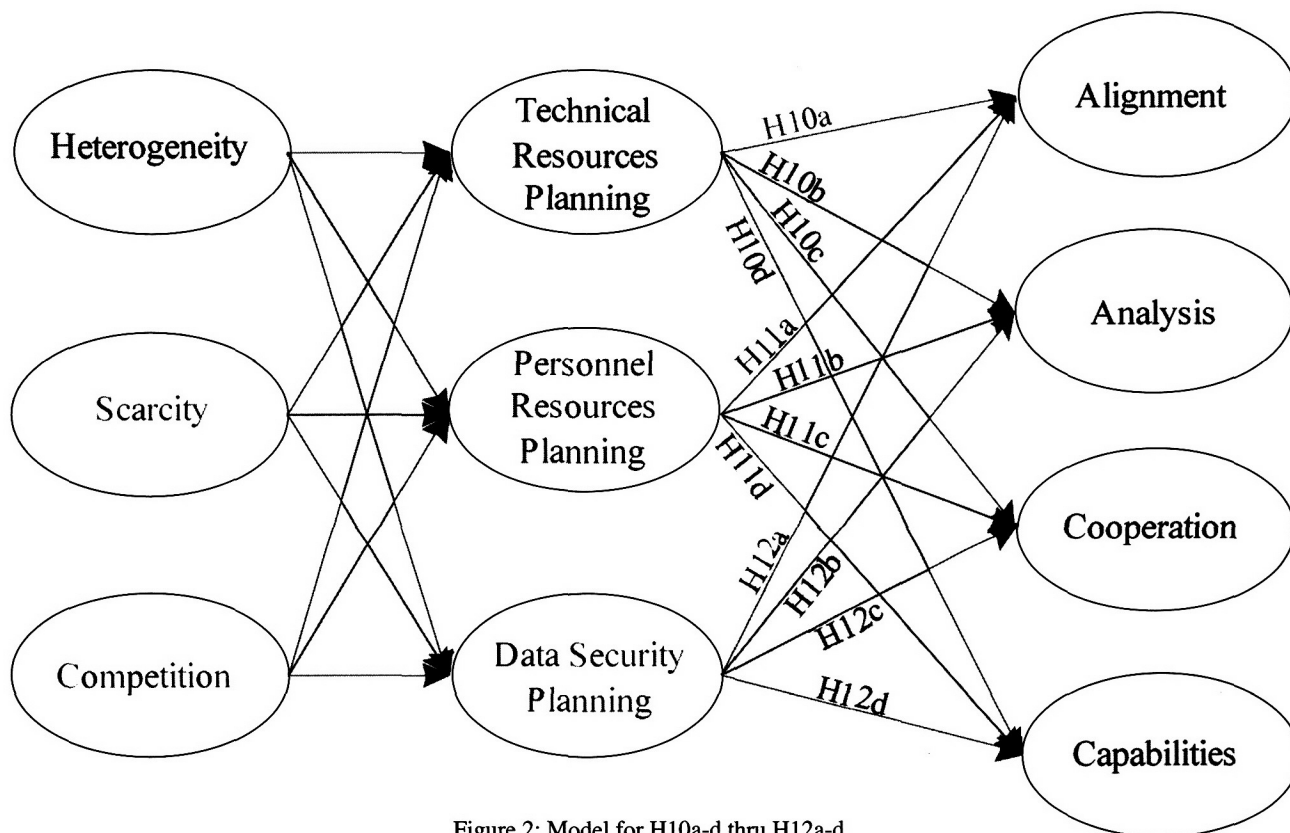 Heterogeneity
Scarcity
Competition
Technical
Resources
Planning
Personnel
Resources
Planning
Data Security
Planning
H10a
H10b
H10c
H10d
H11a
H11b
H11c
H11d
H12a
H12b
H12c
H12d
Alignment
Analysis
Cooperation
Capabilities
Figure 2: Model for H10a-d thru H12a-d